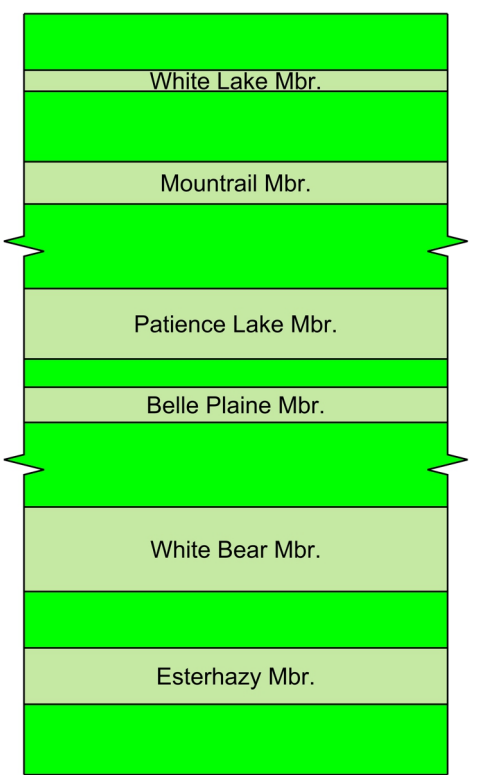 White Lake Mbr.
Mountrail Mbr.
Patience Lake Mbr.
Belle Plaine Mbr.
White Bear Mbr.
Esterhazy Mbr.